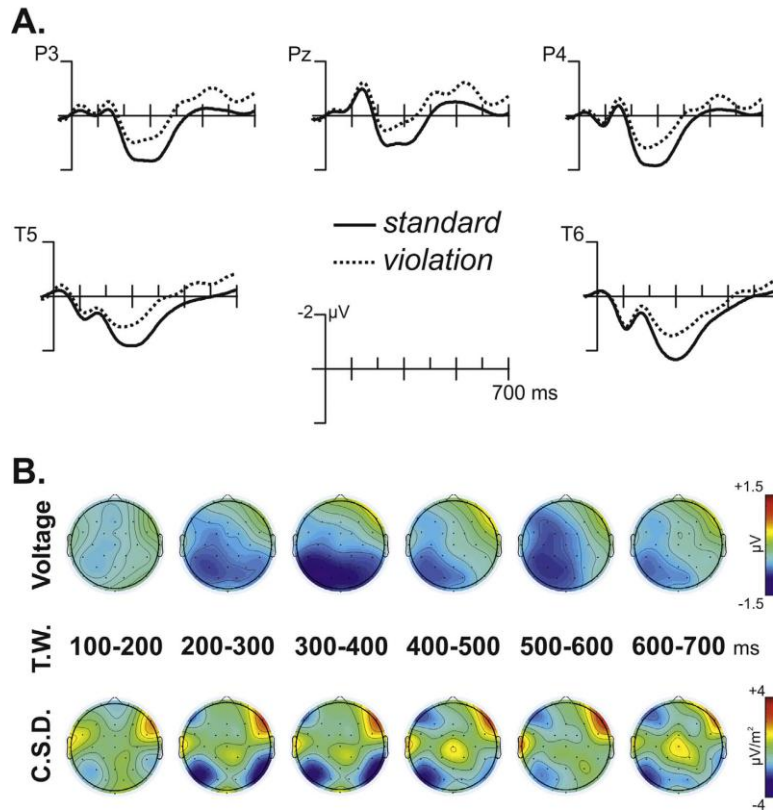 A.
P3
Pz
P4
T5
standard
violation
T6
-2 µV
700 ms
B.
Voltage
+1.5
µV
-1.5
T.W.
100-200 200-300 300-400 400-500 500-600 600-700 ms
C.S.D.
+4
µV/m²
-4